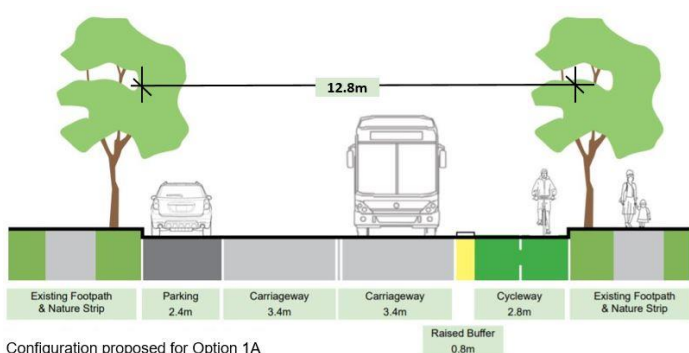 12.8m
Existing Footpath
& Nature Strip
Parking
2.4m
Carriageway
3.4m
Carriageway
3.4m
Raised Buffer
0.8m
Cycleway
2.8m
Existing Footpath
& Nature Strip
Configuration proposed for Option 1A